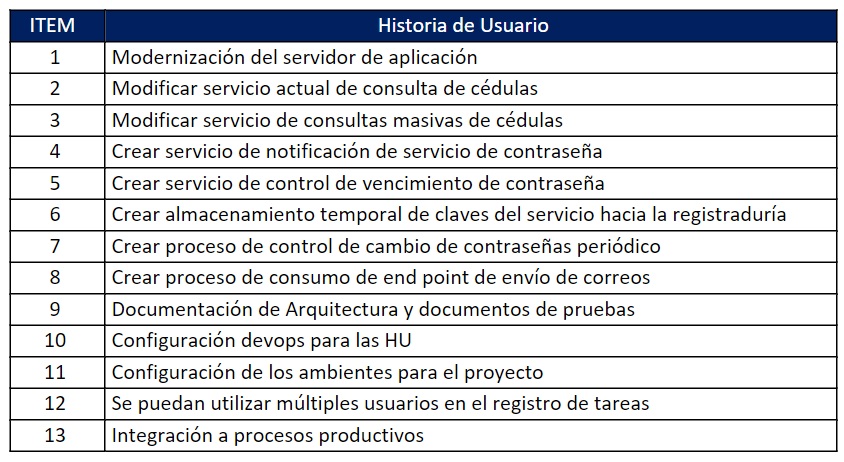 ITEM Historia de Usuario
1 Modernización del servidor de aplicación
2 Modificar servicio actual de consulta de cédulas
3 Modificar servicio de consultas masivas de cédulas
4 Crear servicio de notificación de servicio de contraseña
5 Crear servicio de control de vencimiento de contraseña
6 Crear almacenamiento temporal de claves del servicio hacia la registraduría
7 Crear proceso de control de cambio de contraseñas periódico
8 Crear proceso de consumo de end point de envío de correos
9 Documentación de Arquitectura y documentos de pruebas
10 Configuración devops para las HU
11 Configuración de los ambientes para el proyecto
12 Se puedan utilizar múltiples usuarios en el registro de tareas
13 Integración a procesos productivos